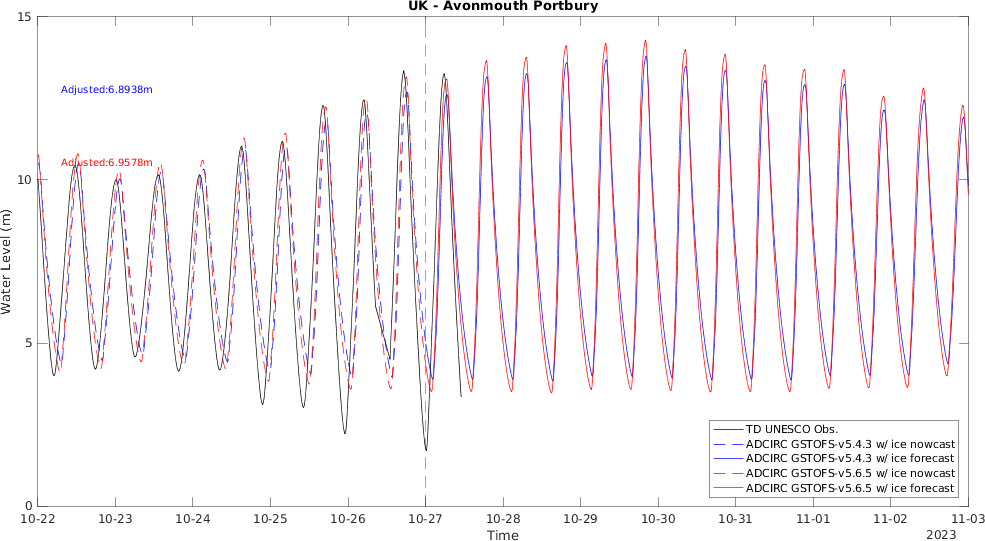 UK - Avonmouth Portbury
15
Adjusted:6.8938m
Adjusted:6.9578m
10
Water Level (m)
5
TD UNESCO Obs.
ADCIRC GSTOFS-v5.4.3 w/ ice nowcast
ADCIRC GSTOFS-v5.4.3 w/ ice forecast
ADCIRC GSTOFS-v5.6.5 w/ ice nowcast
ADCIRC GSTOFS-v5.6.5 w/ ice forecast
0
10-22 10-23 10-24 10-25 10-26 10-27 10-28 10-29 10-30 10-31 11-01 11-02 11-03
Time
2023